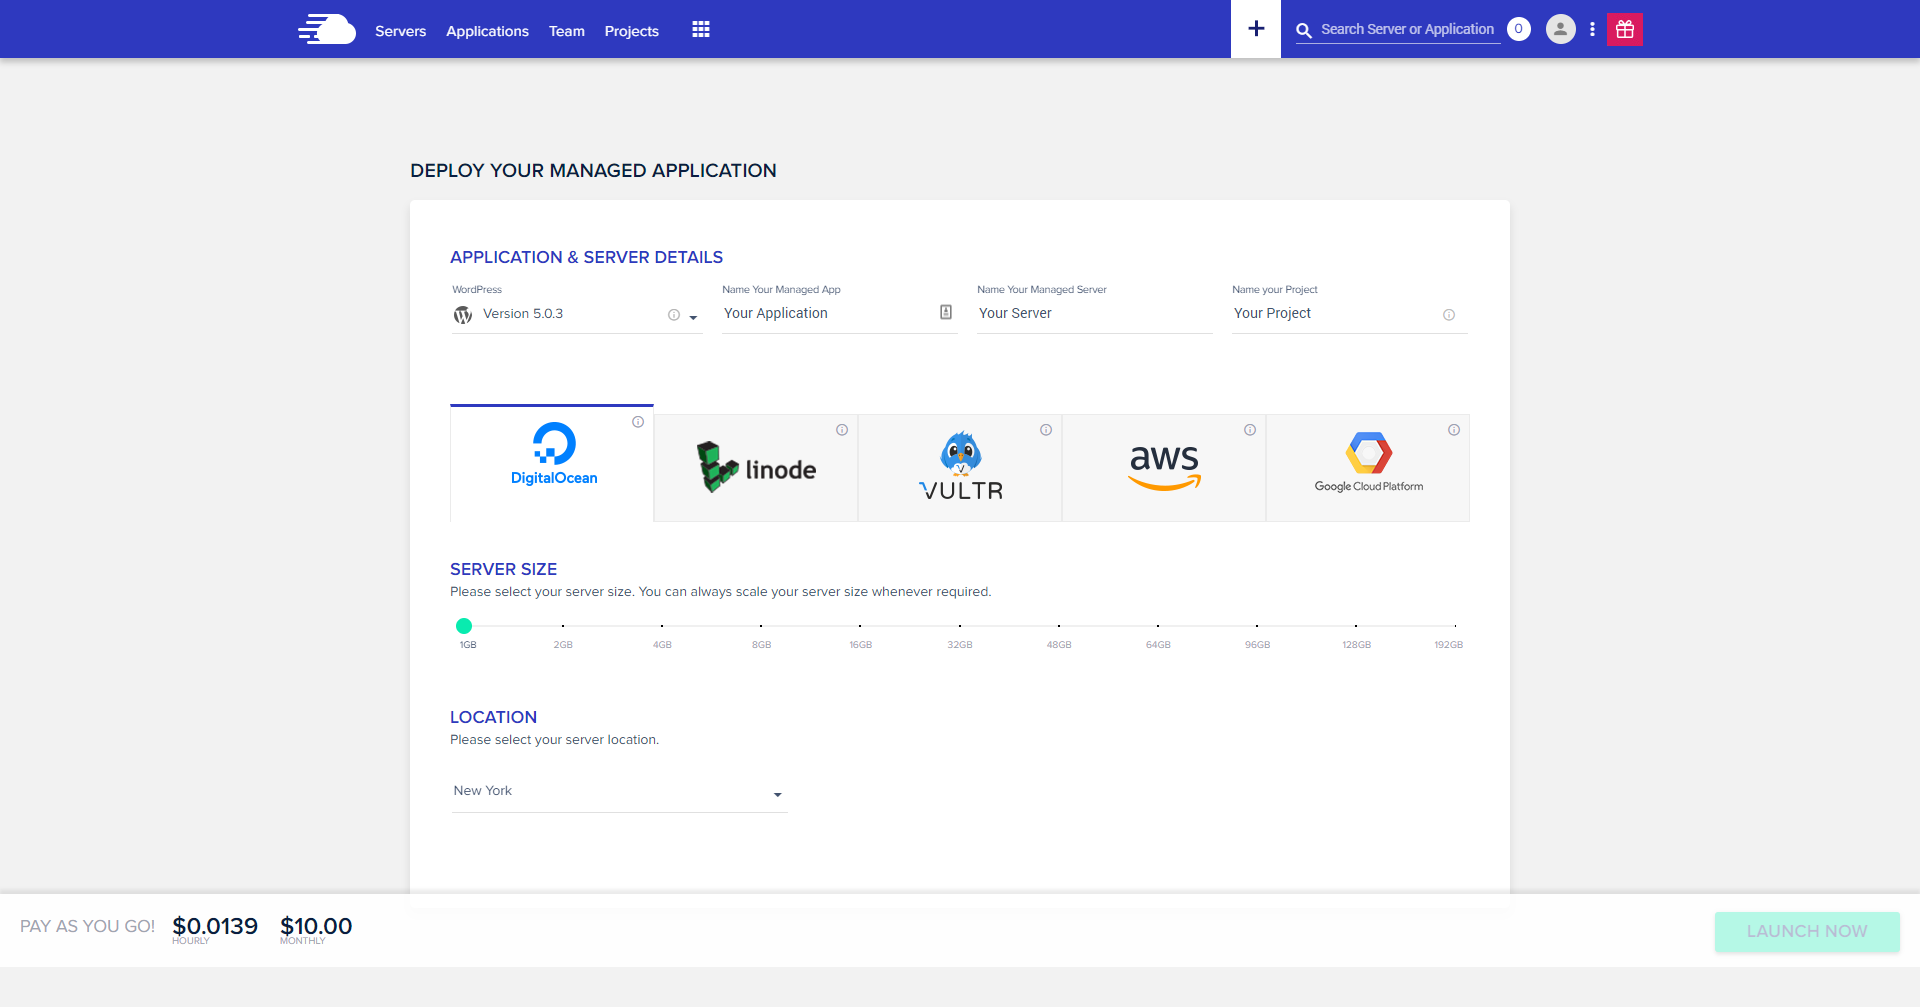 Servers Applications Team Projects Search Server or Application 0
DEPLOY YOUR MANAGED APPLICATION
APPLICATION & SERVER DETAILS
WordPress Name Your Managed App Name Your Managed Server Name your Project
Version 5.0.3 Your Application Your Server Your Project
DigitalOcean linode VULTR aws Google Cloud Platform
SERVER SIZE
Please select your server size. You can always scale your server size whenever required.
1GB 2GB 4GB 8GB 16GB 32GB 48GB 64GB 96GB 128GB 192GB
LOCATION
Please select your server location.
New York
PAY AS YOU GO! $0.0139 $10.00 LAUNCH NOW
HOURLY MONTHLY